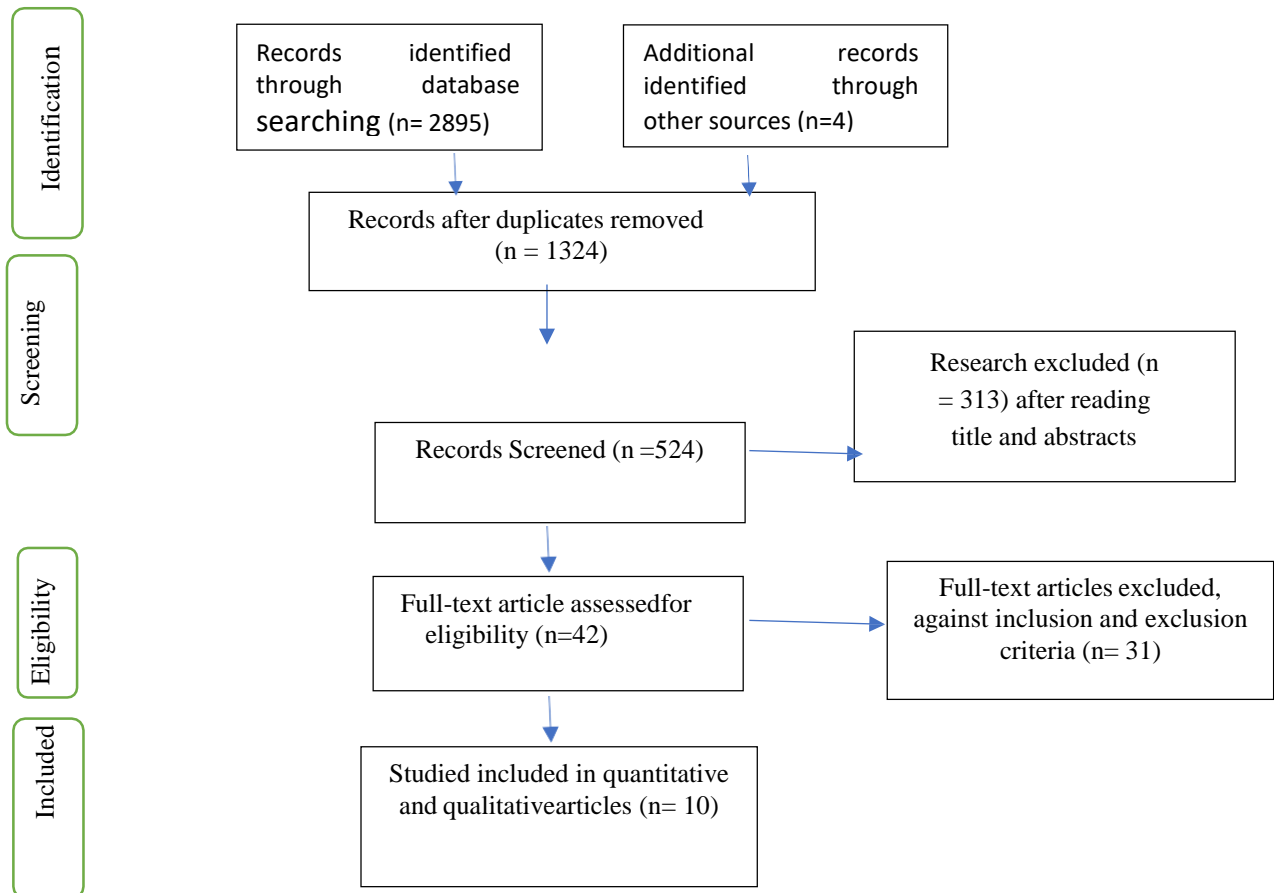 Identification
Records identified
through database
searching (n= 2895)
Additional records
identified through
other sources (n=4)
Records after duplicates removed
(n = 1324)
Screening
Research excluded (n
= 313) after reading
title and abstracts
Records Screened (n =524)
Eligibility
Full-text article assessedfor
eligibility (n=42)
Full-text articles excluded,
against inclusion and exclusion
criteria (n= 31)
Included
Studied included in quantitative
and qualitativearticles (n= 10)